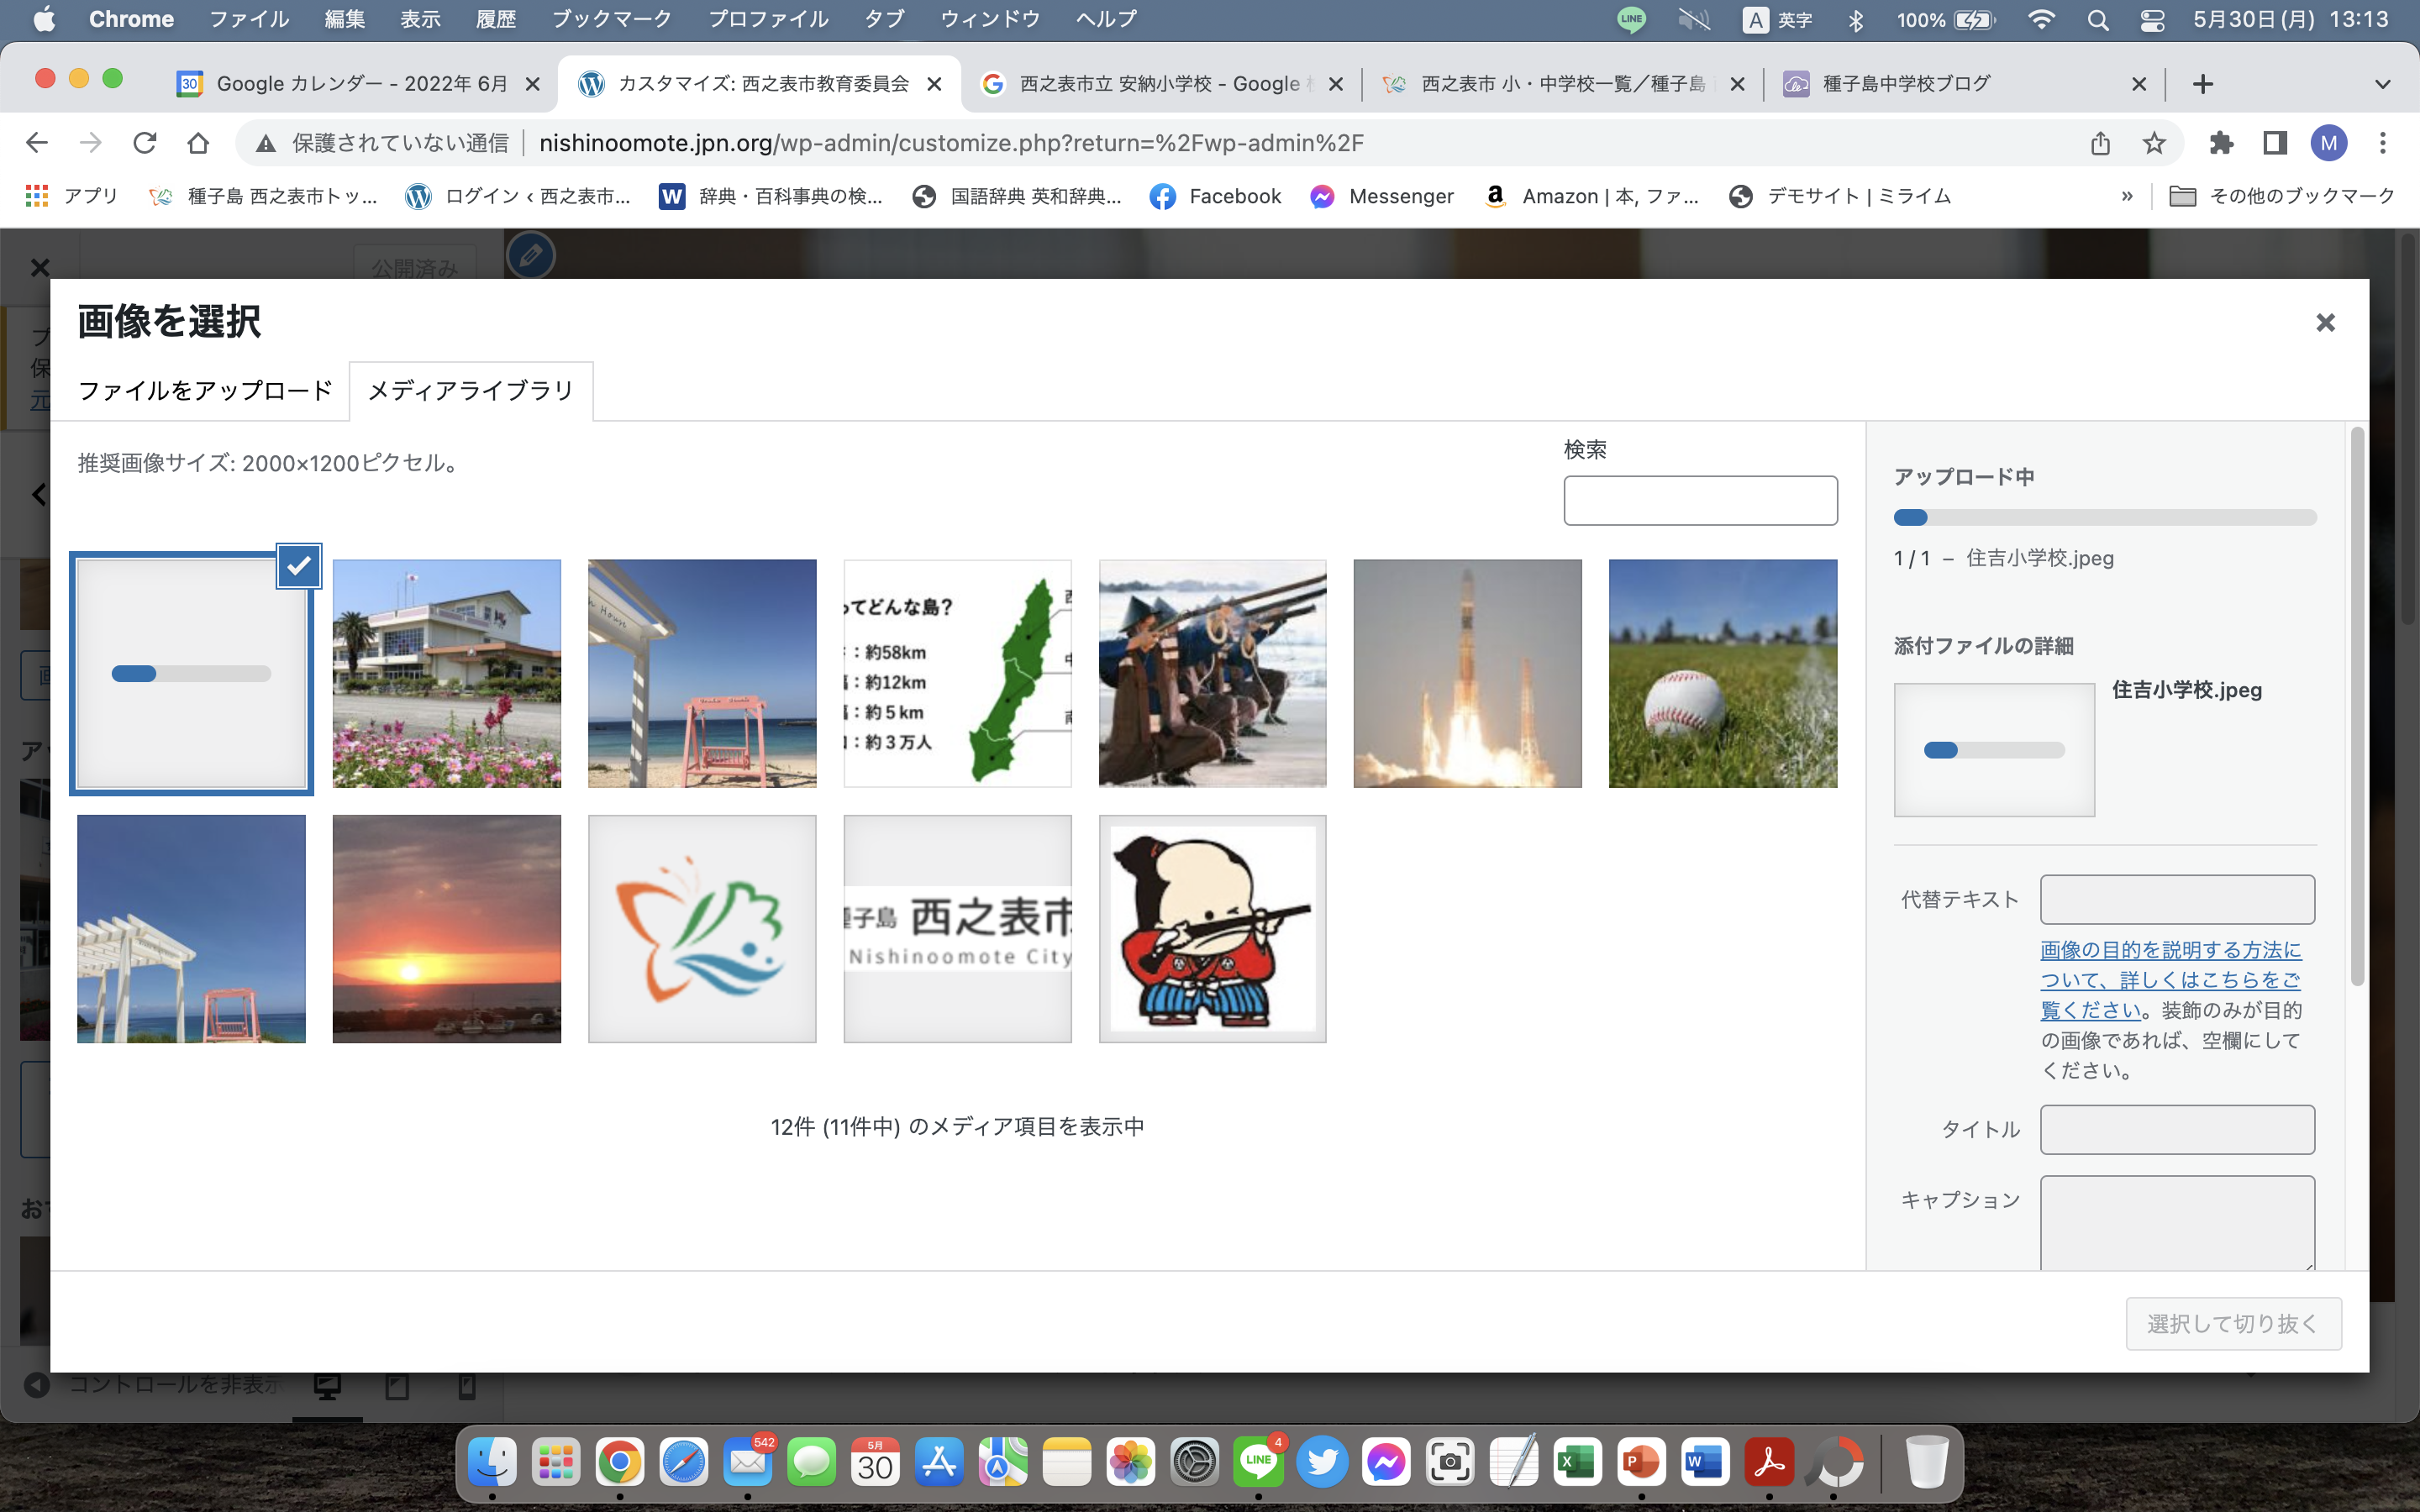 Chrome ファイル 編集 表示 履歴 ブックマーク プロファイル タブ ウィンドウ ヘルプ
LINE A 英字 100% 5月30日(月) 13:13
30 Google カレンダー - 2022年 6月
カスタマイズ: 西之表市教育委員会
西之表市立 安納小学校 - Google
西之表市 小・中学校一覧／種子島
種子島中学校ブログ
保護されていない通信 nishinoomote.jpn.org/wp-admin/customize.php?return=%2Fwp-admin%2F
M
アプリ
種子島 西之表市トッ...
ログイン ‹ 西之表市...
W 辞典・百科事典の検...
国語辞典 英和辞典...
Facebook
Messenger
Amazon | 本, ファ...
デモサイト | ミライム
»
その他のブックマーク
公開済み
画像を選択
ファイルをアップロード
メディアライブラリ
推奨画像サイズ: 2000×1200ピクセル。
検索
ってどんな島？
：約58km
：約12km
：約５km
：約３万人
種子島 西之表市
Nishinoomote City
12件 (11件中) のメディア項目を表示中
アップロード中
1 / 1 – 住吉小学校.jpeg
添付ファイルの詳細
住吉小学校.jpeg
代替テキスト
画像の目的を説明する方法に
ついて、詳しくはこちらをご
覧ください。装飾のみが目的
の画像であれば、空欄にして
ください。
タイトル
キャプション
選択して切り抜く
コントロールを非表示
542
5月
30
LINE
4
X
P
W